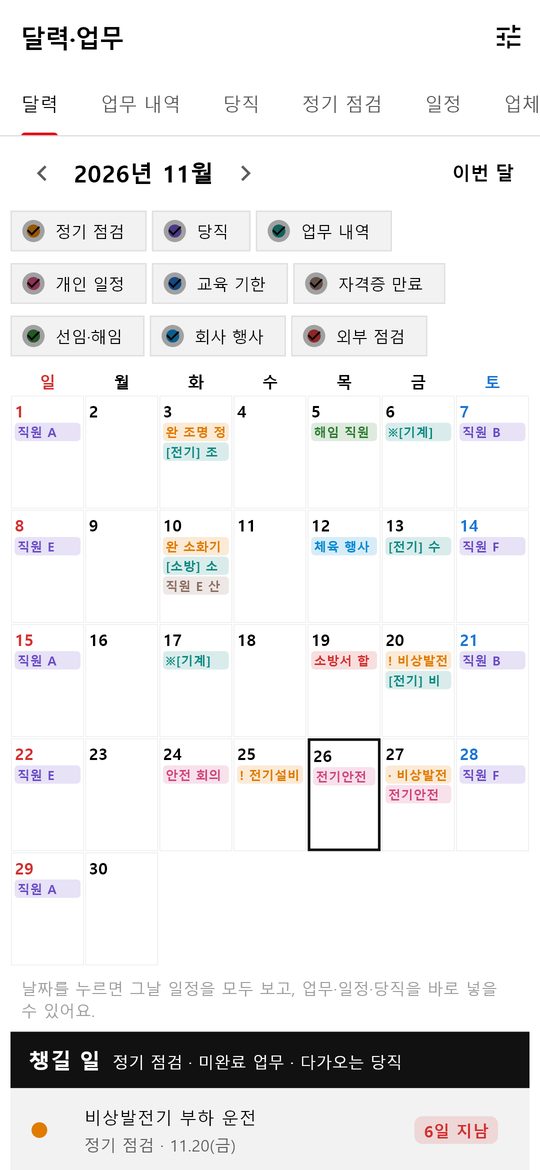 달력·업무
달력 업무 내역 당직 정기 점검 일정 업체
2026년 11월 이번 달
정기 점검 당직 업무 내역
개인 일정 교육 기한 자격증 만료
선임·해임 회사 행사 외부 점검
일 월 화 수 목 금 토
1 2 3 4 5 6 7
직원 A 완 조명 정 해임 직원 ※[기계] 직원 B
[전기] 조
8 9 10 11 12 13 14
직원 E 완 소화기 체육 행사 [전기] 수 직원 F
[소방] 소
직원 E 산
15 16 17 18 19 20 21
직원 A ※[기계] 소방서 합 ! 비상발전 직원 B
[전기] 비
22 23 24 25 26 27 28
직원 E 안전 회의 ! 전기설비 전기안전 · 비상발전 직원 F
전기안전
29 30
직원 A
날짜를 누르면 그날 일정을 모두 보고, 업무·일정·당직을 바로 넣을
수 있어요.
챙길 일 정기 점검 · 미완료 업무 · 다가오는 당직
비상발전기 부하 운전 6일 지남
정기 점검 · 11.20(금)